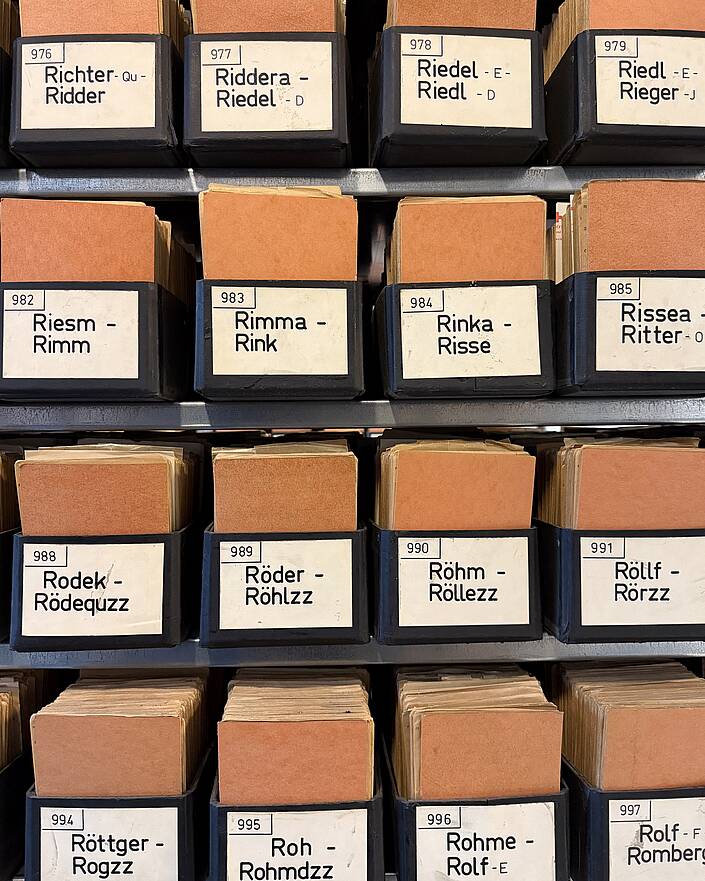 976
Richter - Qu -
Ridder
977
Riddera -
Riedel - D
978
Riedel - E -
Riedl - D
979
Riedl - E -
Rieger - J
982
Riesm -
Rimm
983
Rimma -
Rink
984
Rinka -
Risse
985
Rissea -
Ritter - O
988
Rodek -
Rödequzz
989
Röder -
Röhlzz
990
Röhm -
Röllezz
991
Röllf -
Rörzz
994
Röttger -
Rogzz
995
Roh -
Rohmdzz
996
Rohme -
Rolf - E
997
Rolf - F
Romberg